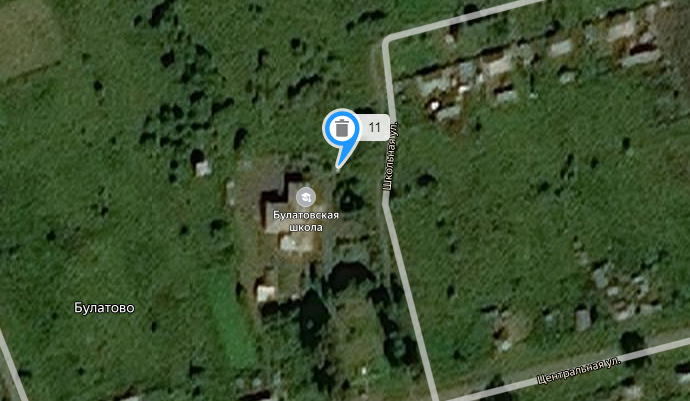 11
Школьная ул.
Булатовская
школа
Булатово
Центральная ул.